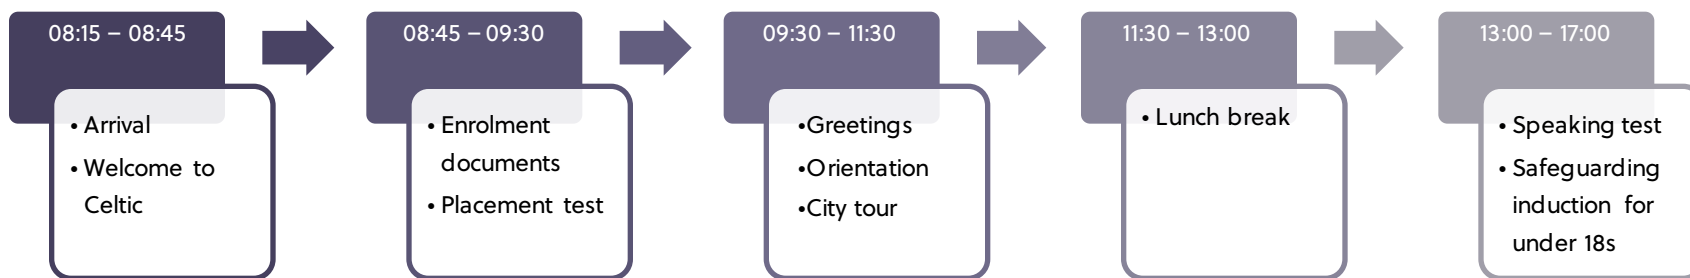 08:15 – 08:45
• Arrival
• Welcome to
Celtic
08:45 – 09:30
• Enrolment
documents
• Placement test
09:30 – 11:30
•Greetings
•Orientation
•City tour
11:30 – 13:00
• Lunch break
13:00 – 17:00
• Speaking test
• Safeguarding
induction for
under 18s